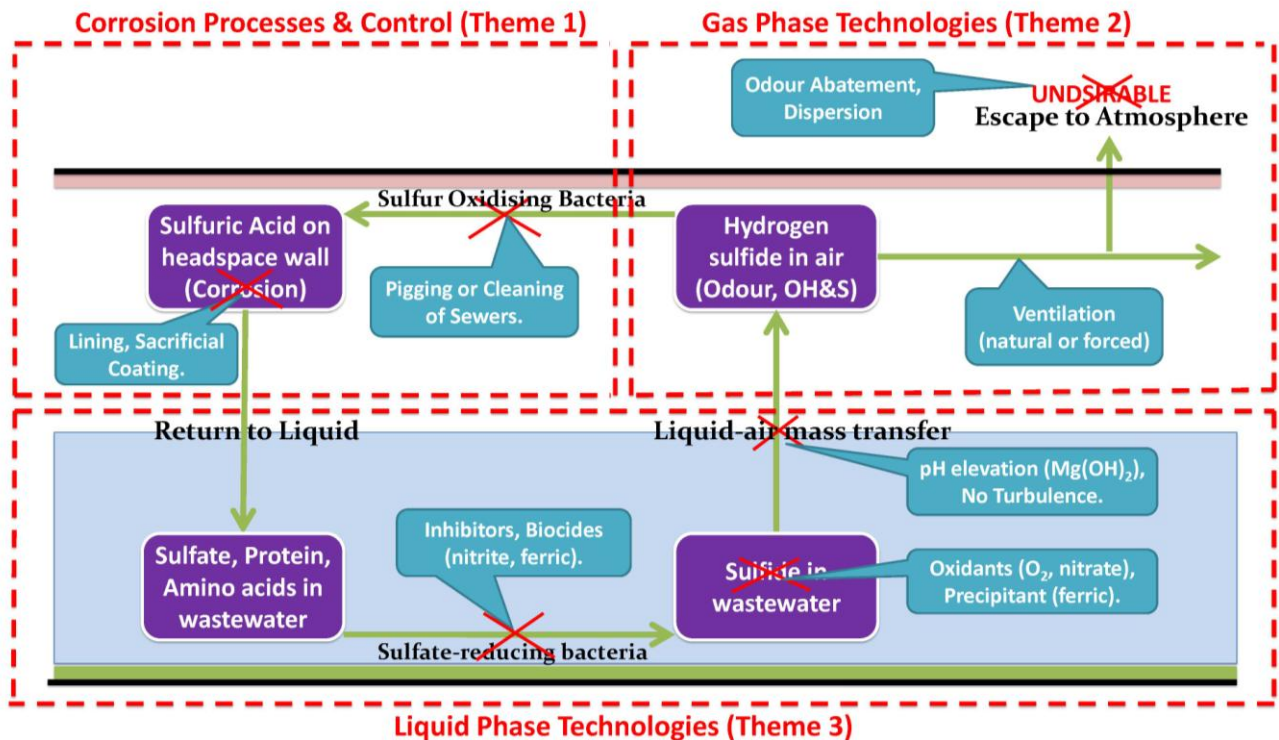 Corrosion Processes & Control (Theme 1)
Gas Phase Technologies (Theme 2)
Odour Abatement,
Dispersion
UNDSIRABLE
Escape to Atmosphere
Sulfur Oxidising Bacteria
Sulfuric Acid on
headspace wall
(Corrosion)
Hydrogen
sulfide in air
(Odour, OH&S)
Pigging or Cleaning
of Sewers.
Ventilation
(natural or forced)
Lining, Sacrificial
Coating.
Return to Liquid
Liquid-air mass transfer
pH elevation (Mg(OH)₂),
No Turbulence.
Inhibitors, Biocides
(nitrite, ferric).
Sulfate, Protein,
Amino acids in
wastewater
Sulfide in
wastewater
Oxidants (O₂, nitrate),
Precipitant (ferric).
Sulfate-reducing bacteria
Liquid Phase Technologies (Theme 3)